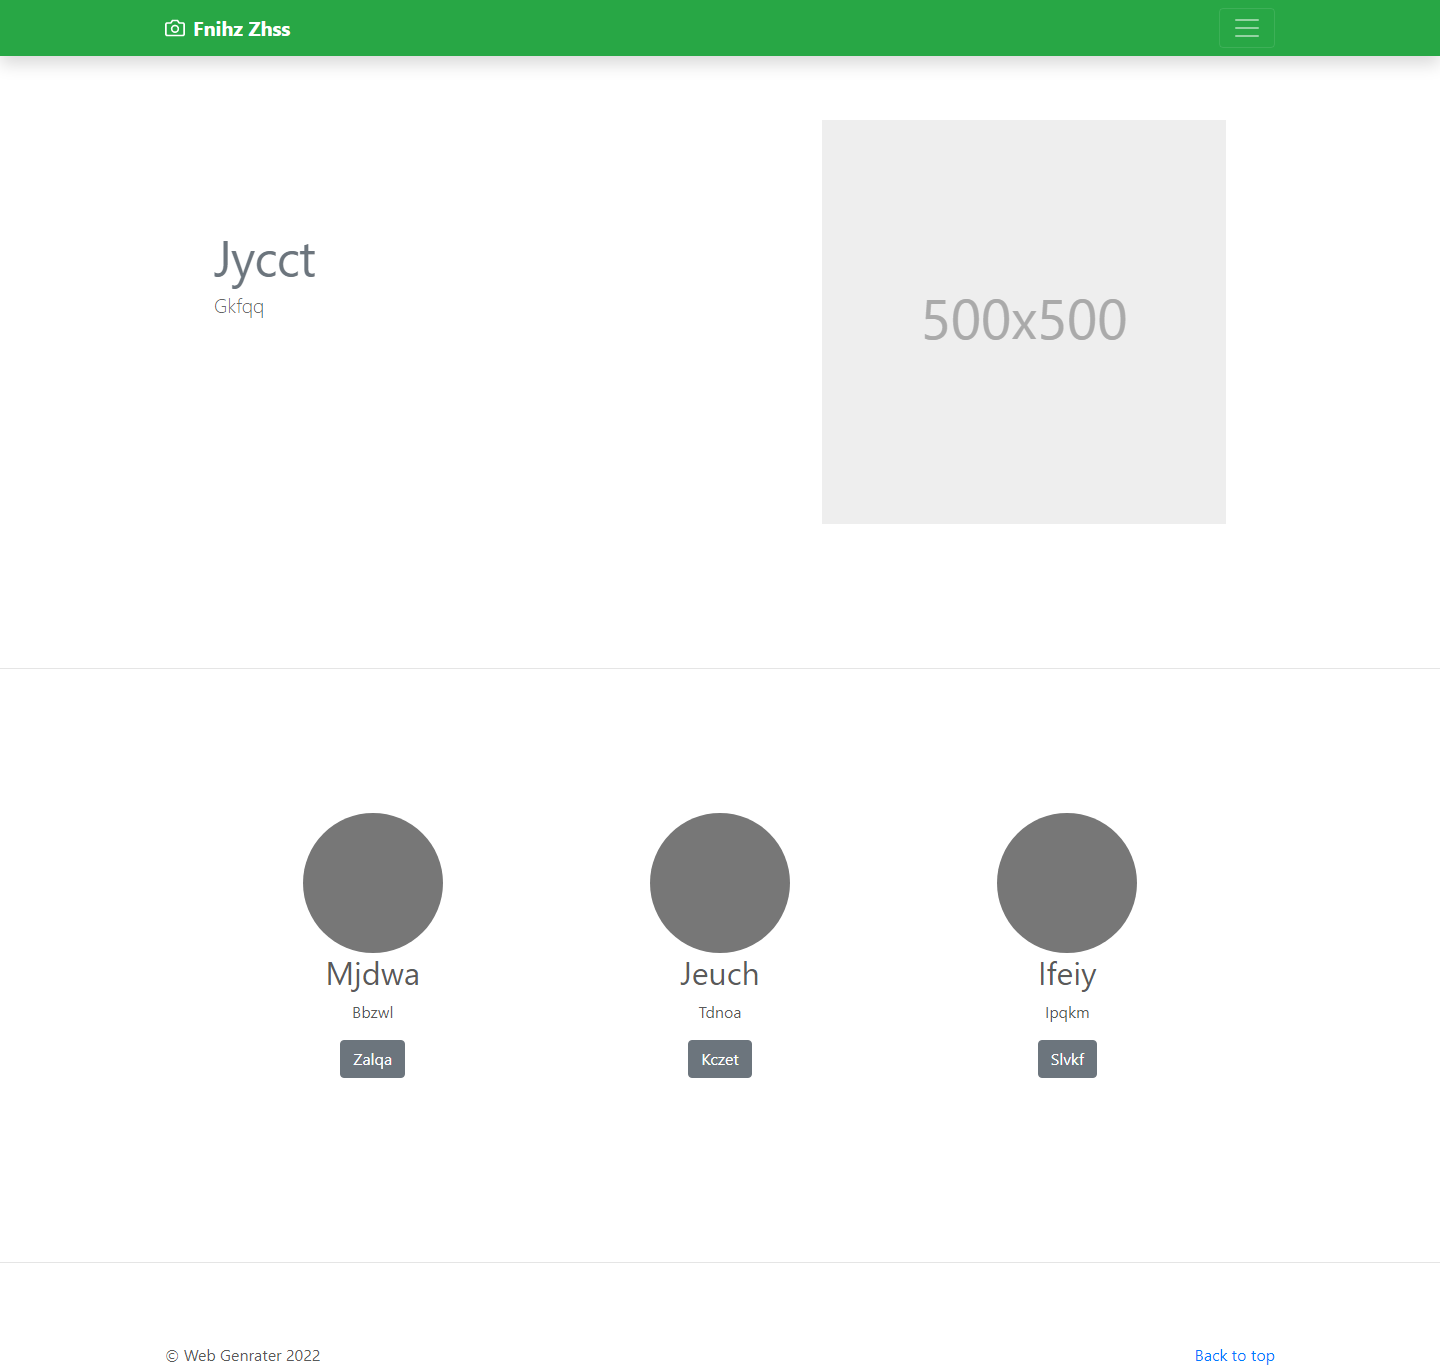 Fnihz Zhss
Jycct
Gkfqq
500x500
Mjdwa
Bbzwl
Zalqa
Jeuch
Tdnoa
Kczet
Ifeiy
Ipqkm
Slvkf
© Web Genrater 2022
Back to top